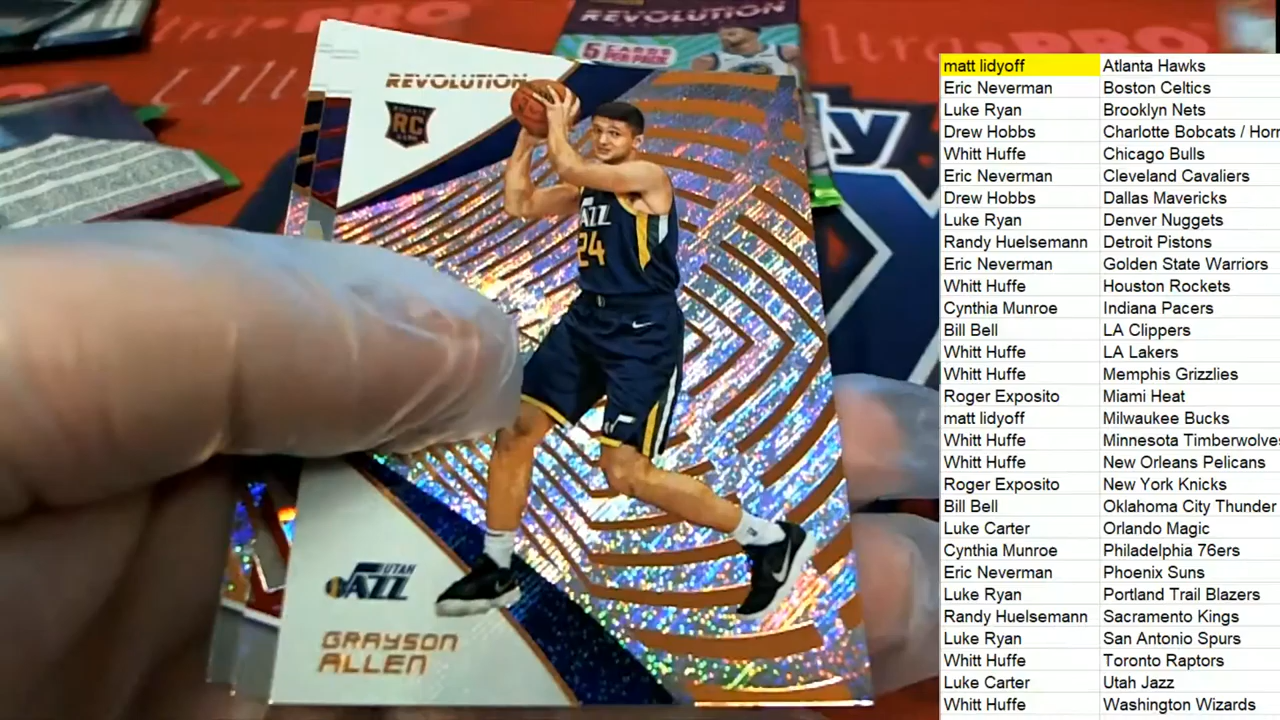 REVOLUTION
5 CARDS
PER PACK
REVOLUTION
RC
JAZZ
24
UTAH
JAZZ
GRAYSON
ALLEN
matt lidyoff Atlanta Hawks
Eric Neverman Boston Celtics
Luke Ryan Brooklyn Nets
Drew Hobbs Charlotte Bobcats / Horn
Whitt Huffe Chicago Bulls
Eric Neverman Cleveland Cavaliers
Drew Hobbs Dallas Mavericks
Luke Ryan Denver Nuggets
Randy Huelsemann Detroit Pistons
Eric Neverman Golden State Warriors
Whitt Huffe Houston Rockets
Cynthia Munroe Indiana Pacers
Bill Bell LA Clippers
Whitt Huffe LA Lakers
Whitt Huffe Memphis Grizzlies
Roger Exposito Miami Heat
matt lidyoff Milwaukee Bucks
Whitt Huffe Minnesota Timberwolves
Whitt Huffe New Orleans Pelicans
Roger Exposito New York Knicks
Bill Bell Oklahoma City Thunder
Luke Carter Orlando Magic
Cynthia Munroe Philadelphia 76ers
Eric Neverman Phoenix Suns
Luke Ryan Portland Trail Blazers
Randy Huelsemann Sacramento Kings
Luke Ryan San Antonio Spurs
Whitt Huffe Toronto Raptors
Luke Carter Utah Jazz
Whitt Huffe Washington Wizards